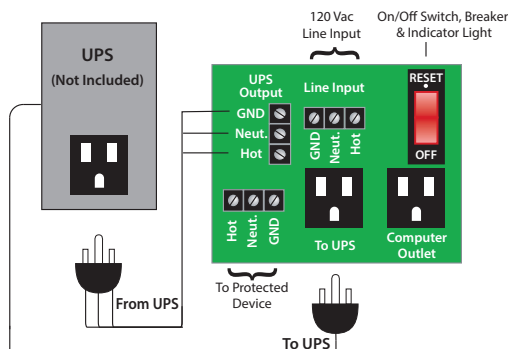 120 Vac
Line Input
On/Off Switch, Breaker
& Indicator Light
UPS
(Not Included)
UPS
Output
GND
Neut.
Hot
Line Input
GND
Neut.
Hot
RESET
OFF
Hot
Neut.
GND
To UPS
Computer
Outlet
To Protected
Device
From UPS
To UPS